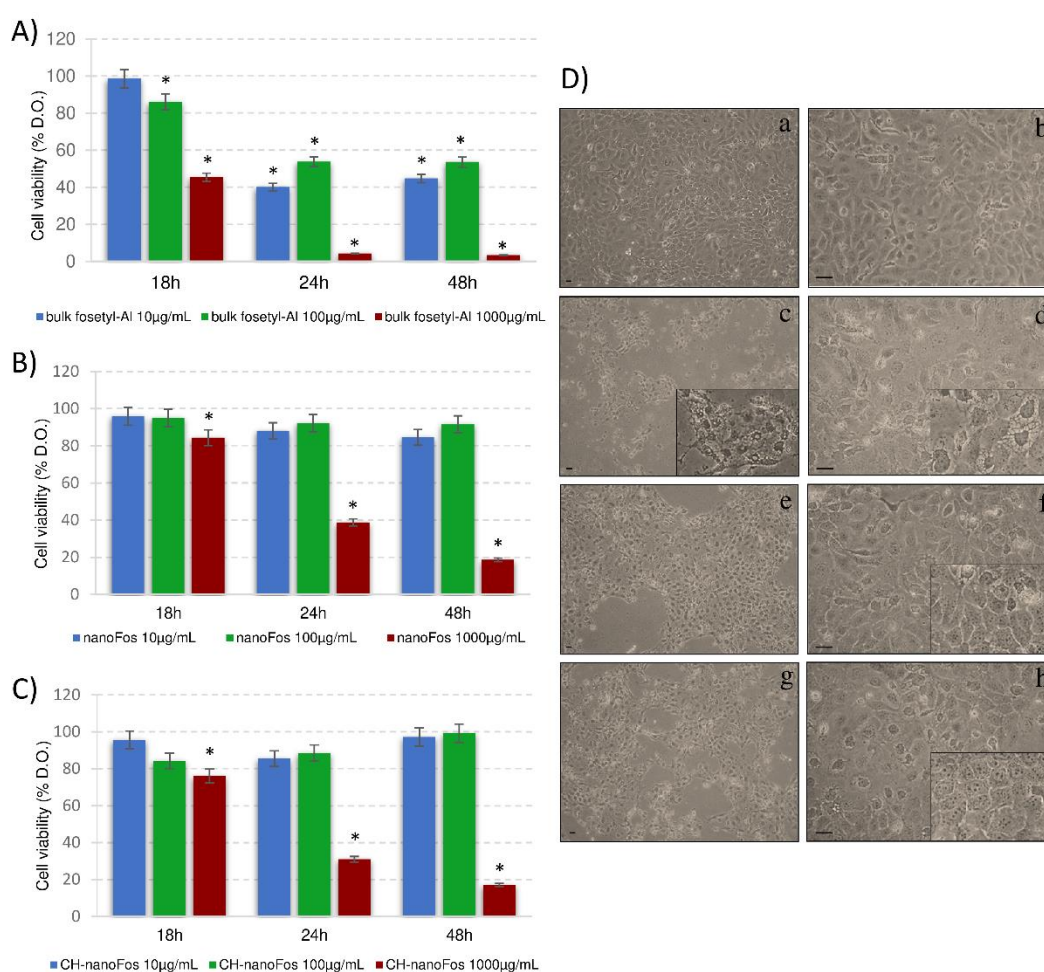 A)
Cell viability (% D.O.)
120
100
80
60
40
20
0
* * * * * * * *
18h 24h 48h
bulk fosetyl-Al 10µg/mL bulk fosetyl-Al 100µg/mL bulk fosetyl-Al 1000µg/mL
B)
Cell viability (% D.O.)
120
100
80
60
40
20
0
* * *
18h 24h 48h
nanoFos 10µg/mL nanoFos 100µg/mL nanoFos 1000µg/mL
C)
Cell viability (% D.O.)
120
100
80
60
40
20
0
* * *
18h 24h 48h
CH-nanoFos 10µg/mL CH-nanoFos 100µg/mL CH-nanoFos 1000µg/mL
D)
a b
c d
e f
g h